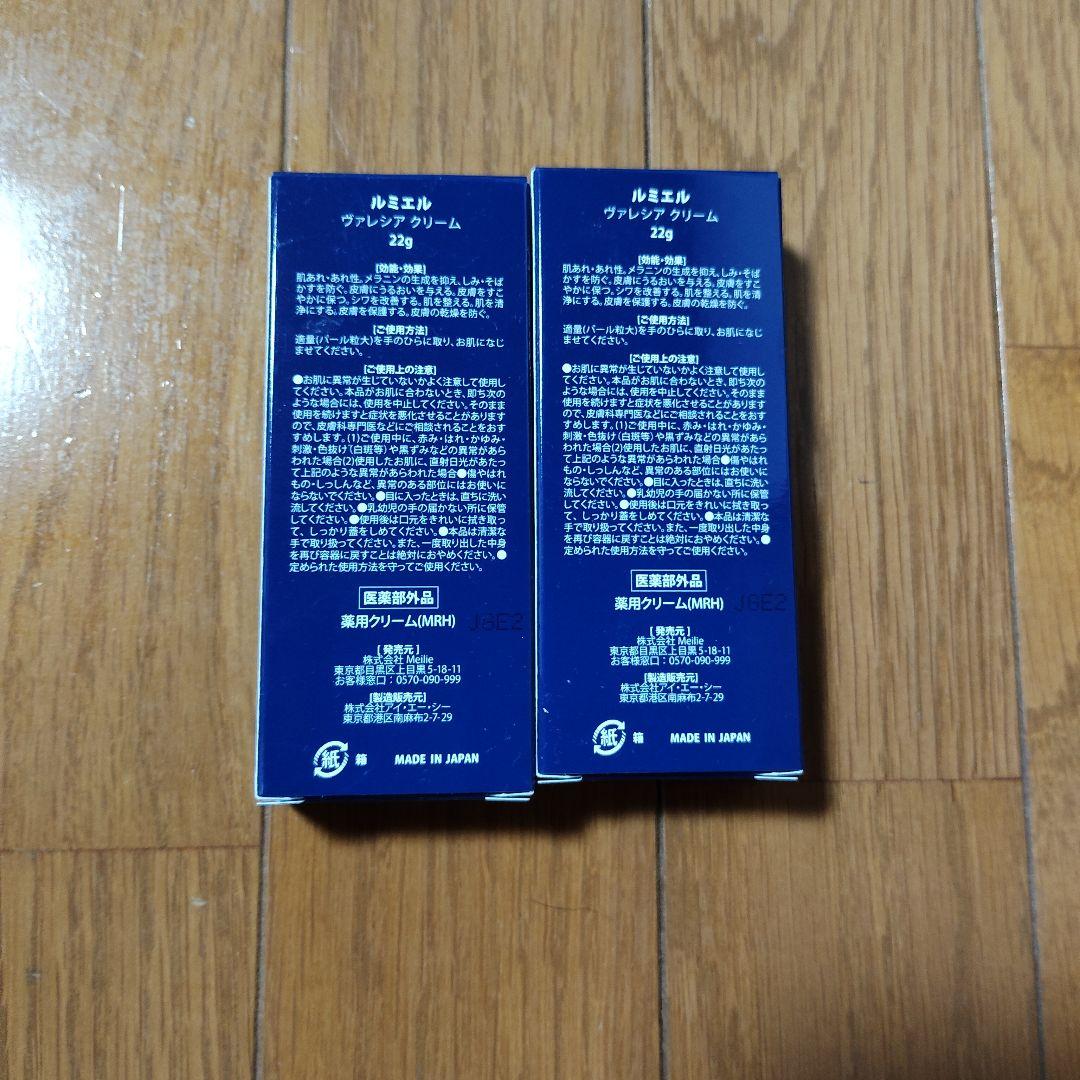 ルミエル
ヴァレシア クリーム
22g
[効能・効果]
肌あれ・あれ性。メラニンの生成を抑え、しみ・そば
かすを防ぐ。皮膚にうるおいを与える。皮膚をすこ
やかに保つ。シワを改善する。肌を整える。肌を清
浄にする。皮膚を保護する。皮膚の乾燥を防ぐ。
[ご使用方法]
適量(パール粒大)を手のひらに取り、お肌になじ
ませてください。
[ご使用上の注意]
●お肌に異常が生じていないかよく注意して使用し
てください。本品がお肌に合わないとき、即ち次の
ような場合には、使用を中止してください。そのまま
使用を続けますと症状を悪化させることがあります
ので、皮膚科専門医などにご相談されることをおす
すめします。(1)ご使用中に、赤み・はれ・かゆみ・
刺激・色抜け(白斑等)や黒ずみなどの異常があら
われた場合(2)使用したお肌に、直射日光があたっ
て上記のような異常があらわれた場合●傷やはれ
もの・しっしんなど、異常のある部位にはお使いに
ならないでください。●目に入ったときは、直ちに洗い
流してください。●乳幼児の手の届かない所に保管
してください。●使用後は口元をきれいに拭き取っ
て、しっかり蓋をしめてください。●本品は清潔な
手で取り扱ってください。また、一度取り出した中身
を再び容器に戻すことは絶対におやめください。●
定められた使用方法を守ってご使用ください。
医薬部外品
薬用クリーム(MRH) JGE2
[発売元]
株式会社 Meilie
東京都目黒区上目黒5-18-11
お客様窓口:0570-090-999
[製造販売元]
株式会社アイ・エー・シー
東京都港区南麻布2-7-29
紙 箱 MADE IN JAPAN
ルミエル
ヴァレシア クリーム
22g
[効能・効果]
肌あれ・あれ性。メラニンの生成を抑え、しみ・そば
かすを防ぐ。皮膚にうるおいを与える。皮膚をすこ
やかに保つ。シワを改善する。肌を整える。肌を清
浄にする。皮膚を保護する。皮膚の乾燥を防ぐ。
[ご使用方法]
適量(パール粒大)を手のひらに取り、お肌になじ
ませてください。
[ご使用上の注意]
●お肌に異常が生じていないかよく注意して使用し
てください。本品がお肌に合わないとき、即ち次の
ような場合には、使用を中止してください。そのまま
使用を続けますと症状を悪化させることがあります
ので、皮膚科専門医などにご相談されることをおす
すめします。(1)ご使用中に、赤み・はれ・かゆみ・
刺激・色抜け(白斑等)や黒ずみなどの異常があら
われた場合(2)使用したお肌に、直射日光があたっ
て上記のような異常があらわれた場合●傷やはれ
もの・しっしんなど、異常のある部位にはお使いに
ならないでください。●目に入ったときは、直ちに洗い
流してください。●乳幼児の手の届かない所に保管
してください。●使用後は口元をきれいに拭き取っ
て、しっかり蓋をしめてください。●本品は清潔な
手で取り扱ってください。また、一度取り出した中身
を再び容器に戻すことは絶対におやめください。●
定められた使用方法を守ってご使用ください。
医薬部外品
薬用クリーム(MRH) JGE2
[発売元]
株式会社 Meilie
東京都目黒区上目黒5-18-11
お客様窓口:0570-090-999
[製造販売元]
株式会社アイ・エー・シー
東京都港区南麻布2-7-29
紙 箱 MADE IN JAPAN